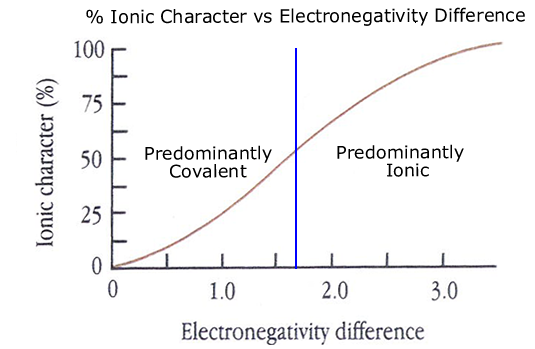 % Ionic Character vs Electronegativity Difference
Ionic character (%)
100
75
50
25
0
Predominantly
Covalent
Predominantly
Ionic
0 1.0 2.0 3.0
Electronegativity difference